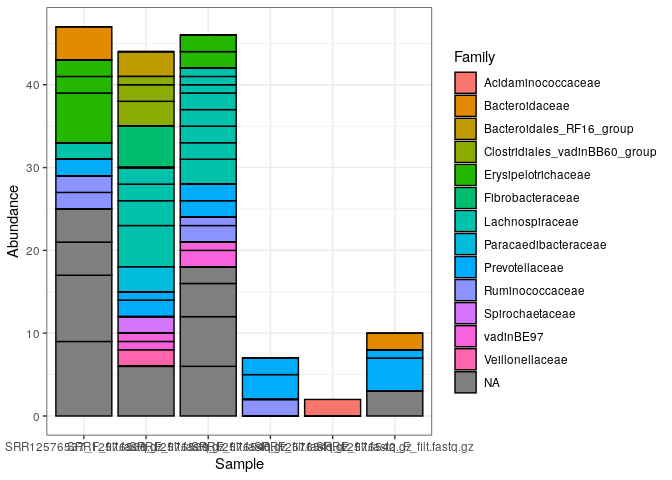 Family
Acidaminococcaceae
Bacteroidaceae
Bacteroidales_RF16_group
Clostridiales_vadinBB60_group
Erysipelotrichaceae
Fibrobacteraceae
Lachnospiraceae
Paracaedibacteraceae
Prevotellaceae
Ruminococcaceae
Spirochaetaceae
vadinBE97
Veillonellaceae
NA
Abundance
40
30
20
10
0
Sample